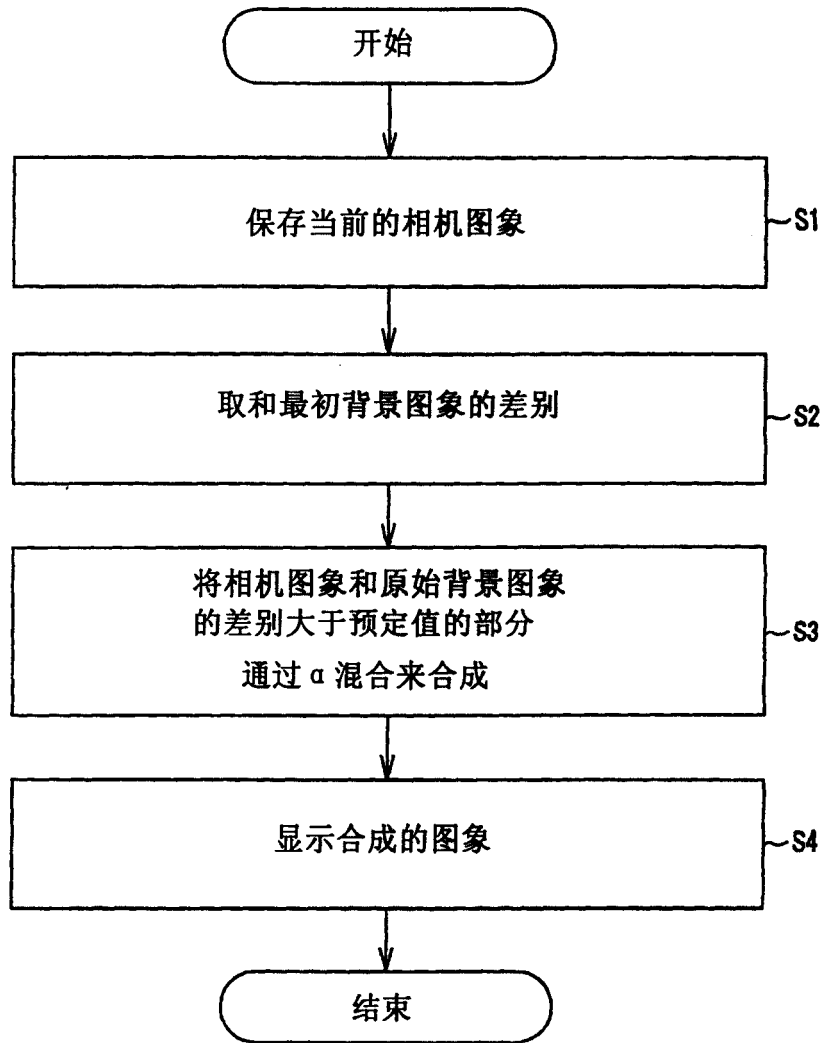 开始
保存当前的相机图象
S1
取和最初背景图象的差别
S2
将相机图象和原始背景图象
的差别大于预定值的部分
通过α混合来合成
S3
显示合成的图象
S4
结束